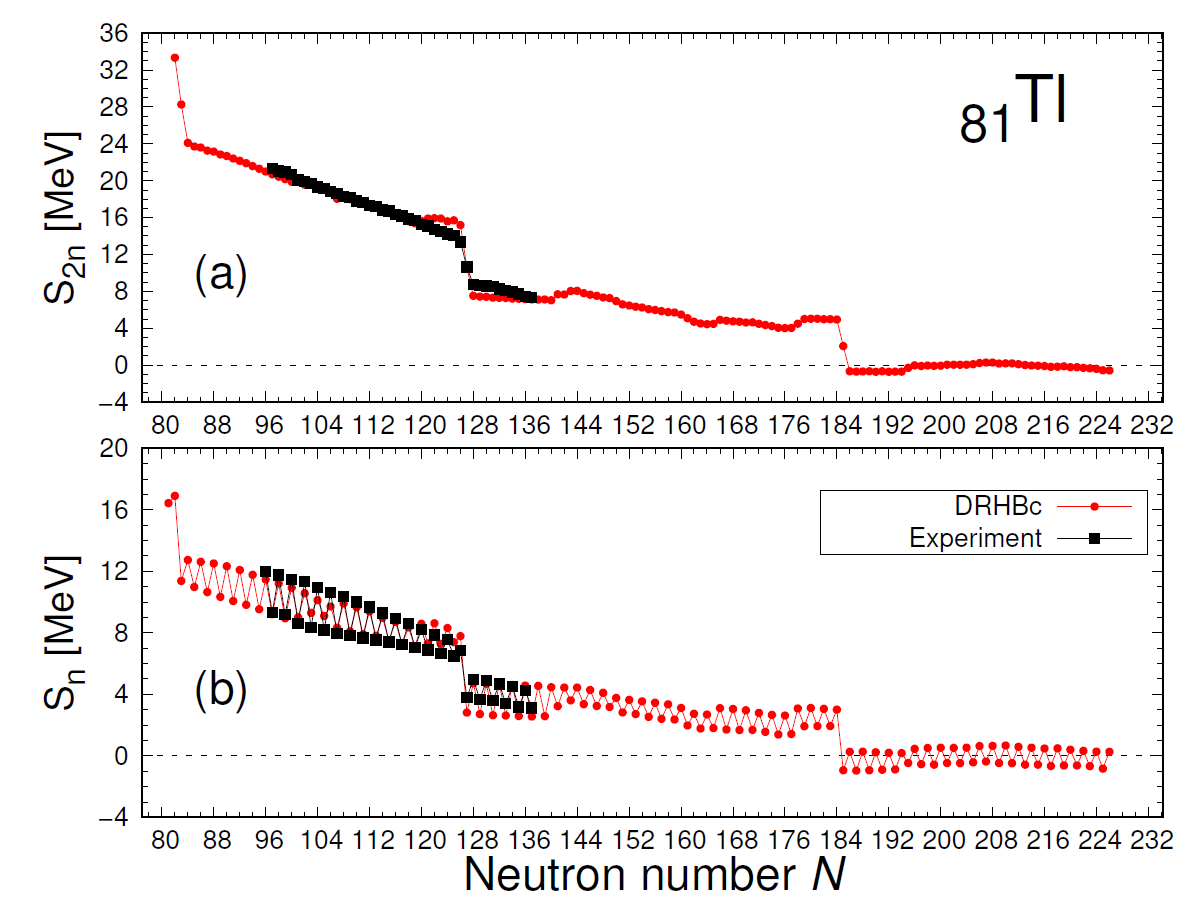 36
32
28
24
20
16
12
8
4
0
−4
S2n [MeV]
81Tl
(a)
80 88 96 104 112 120 128 136 144 152 160 168 176 184 192 200 208 216 224 232
20
16
12
8
4
0
−4
Sn [MeV]
DRHBc
Experiment
(b)
80 88 96 104 112 120 128 136 144 152 160 168 176 184 192 200 208 216 224 232
Neutron number N